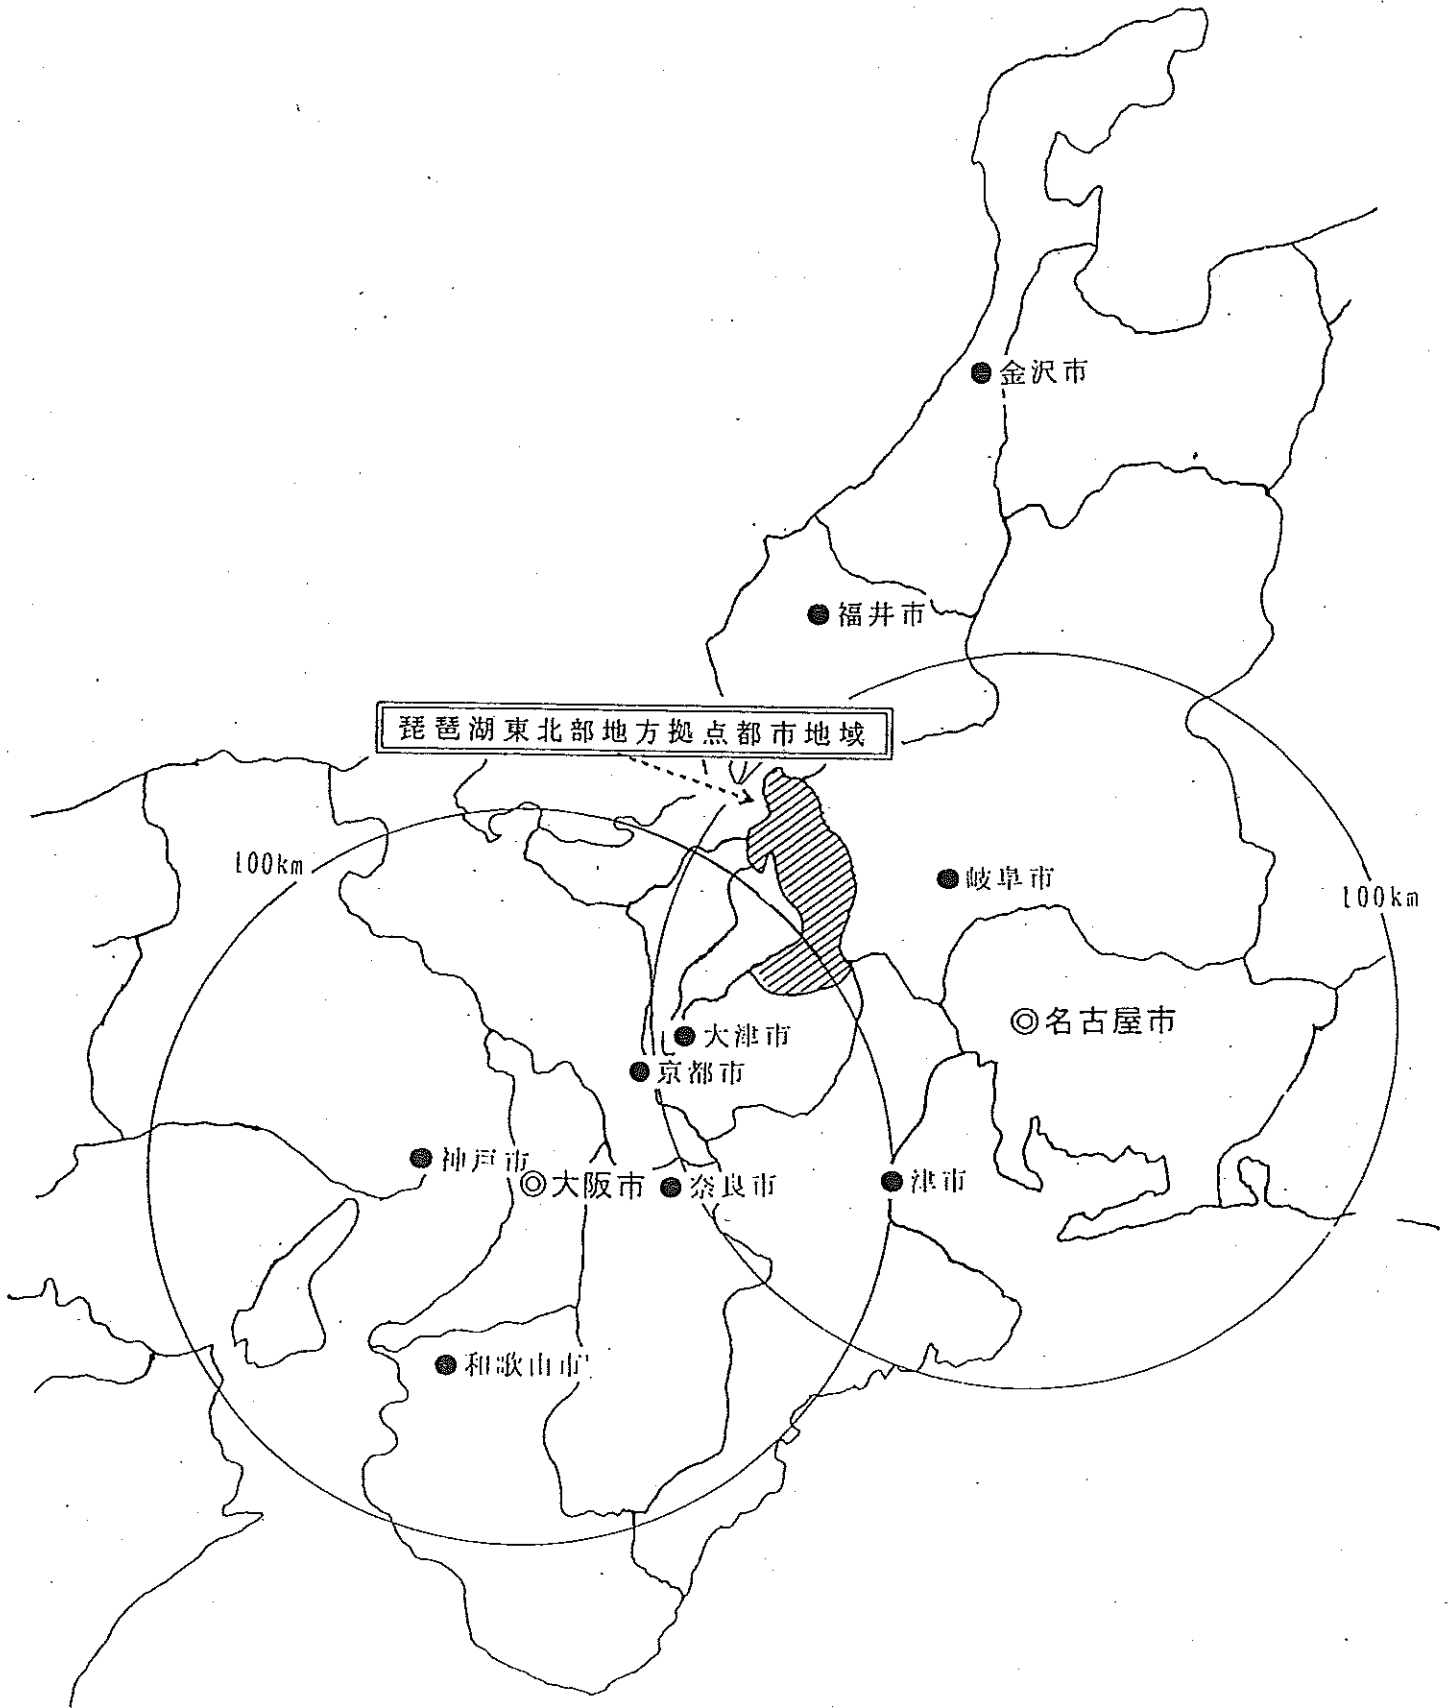 金沢市
福井市
琵琶湖東北部地方拠点都市地域
100km
岐阜市
100km
名古屋市
大津市
京都市
神戸市
大阪市
奈良市
津市
和歌山市